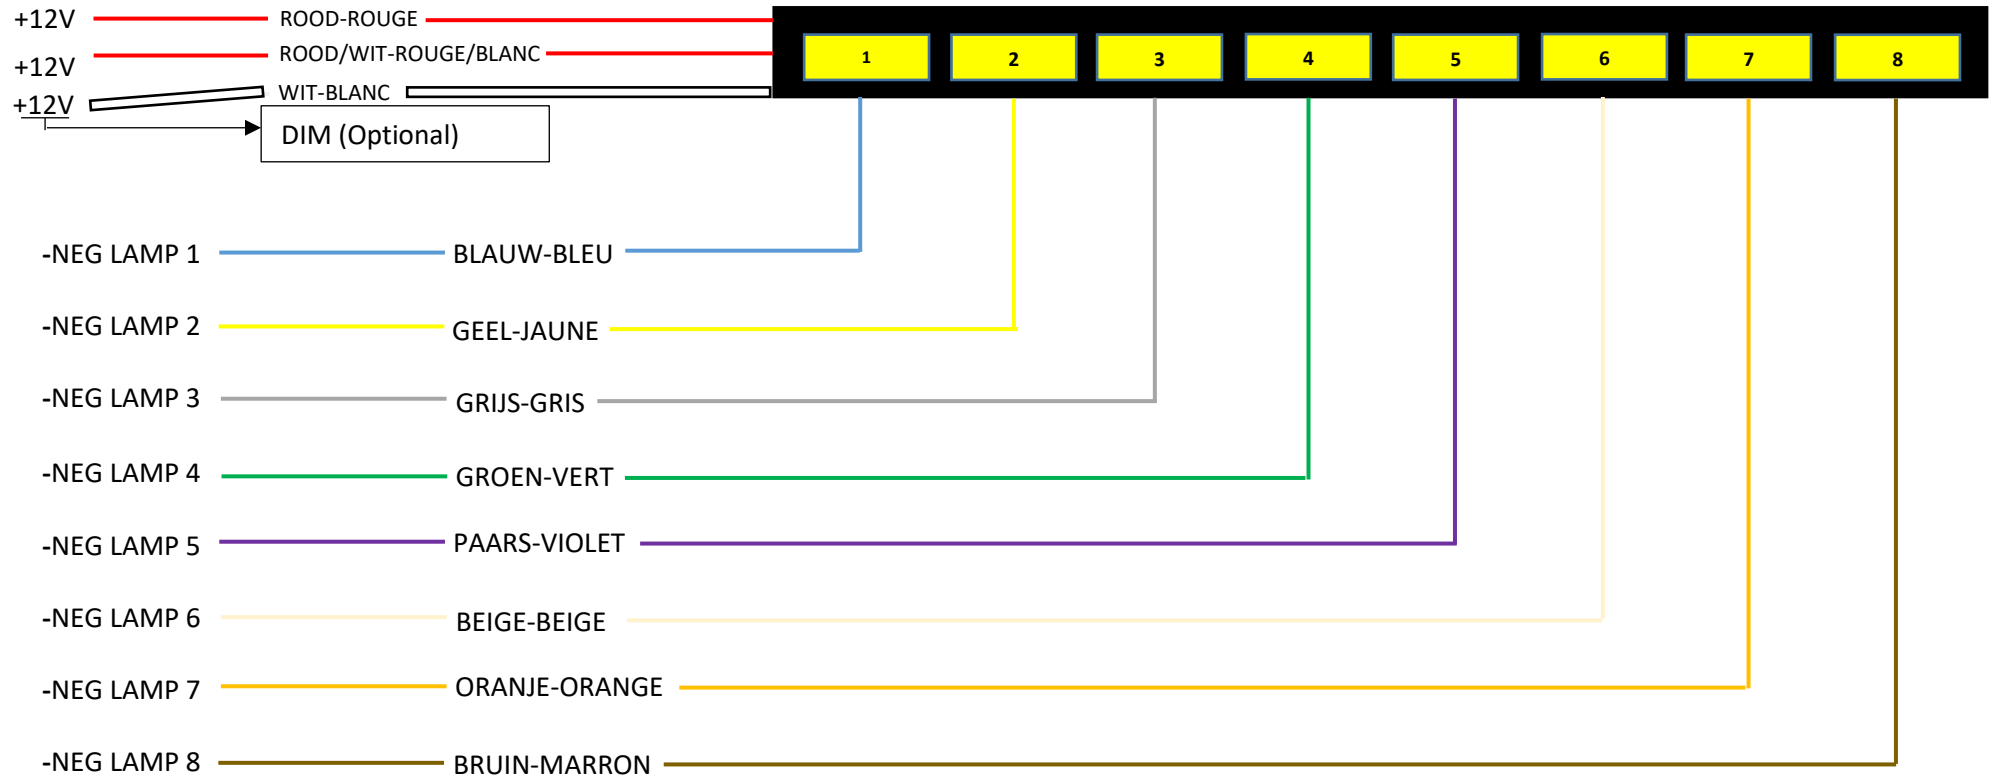 +12V ROOD-ROUGE
+12V ROOD/WIT-ROUGE/BLANC
+12V WIT-BLANC
DIM (Optional)
1 2 3 4 5 6 7 8
-NEG LAMP 1 BLAUW-BLEU
-NEG LAMP 2 GEEL-JAUNE
-NEG LAMP 3 GRIJS-GRIS
-NEG LAMP 4 GROEN-VERT
-NEG LAMP 5 PAARS-VIOLET
-NEG LAMP 6 BEIGE-BEIGE
-NEG LAMP 7 ORANJE-ORANGE
-NEG LAMP 8 BRUIN-MARRON